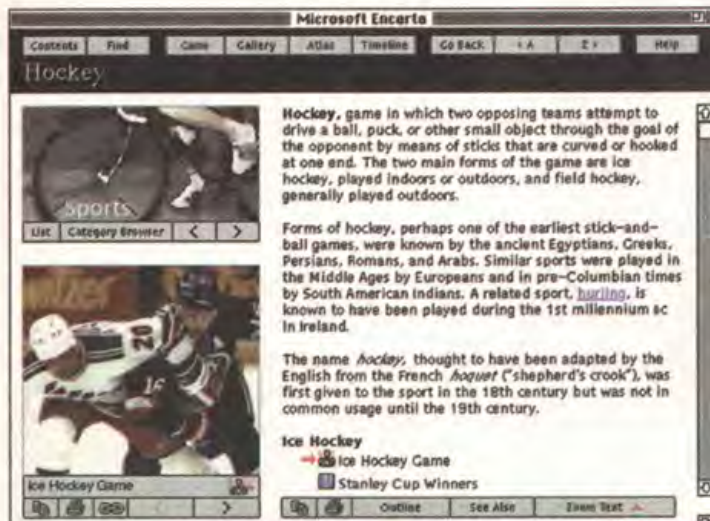 Microsoft Encarta
Contents Find Game Gallery Atlas Timeline Go Back < A Σ > Help
Hockey
Sports
List Category Browser < >
20
16
Ice Hockey Game
>
Hockey, game in which two opposing teams attempt to
drive a ball, puck, or other small object through the goal of
the opponent by means of sticks that are curved or hooked
at one end. The two main forms of the game are ice
hockey, played indoors or outdoors, and field hockey,
generally played outdoors.
Forms of hockey, perhaps one of the earliest stick-and-
ball games, were known by the ancient Egyptians, Greeks,
Persians, Romans, and Arabs. Similar sports were played in
the Middle Ages by Europeans and in pre-Columbian times
by South American Indians. A related sport, hurling, is
known to have been played during the 1st millennium BC
in Ireland.
The name hockey, thought to have been adapted by the
English from the French hoquet ("shepherd's crook"), was
first given to the sport in the 18th century but was not in
common usage until the 19th century.
Ice Hockey
Ice Hockey Game
Stanley Cup Winners
Outline See Also Zoom Text